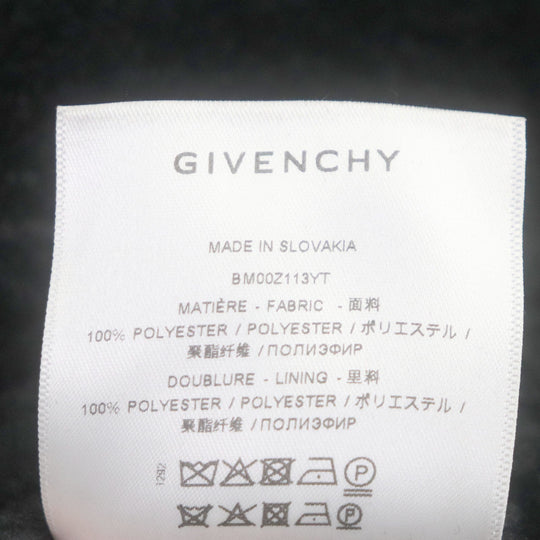 GIVENCHY
MADE IN SLOVAKIA
BM00Z113YT
MATIÈRE - FABRIC - 面料
100% POLYESTER / POLYESTER / ポリエステル /
聚酯纤维 / ПОЛИЭФИР
DOUBLURE - LINING - 里料
100% POLYESTER / POLYESTER / ポリエステル /
聚酯纤维 / ПОЛИЭФИР
1292
P
P